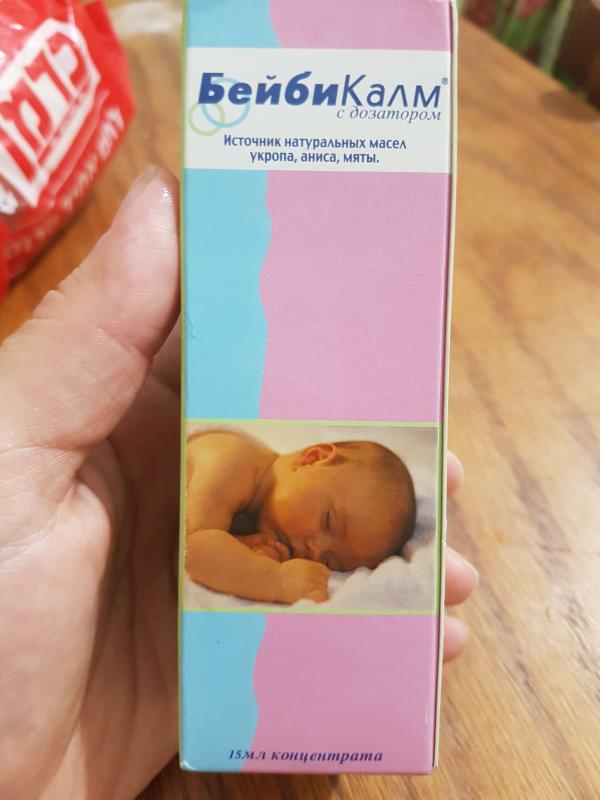 БейбиКалм®
с дозатором
Источник натуральных масел
укропа, аниса, мяты.
15мл концентрата